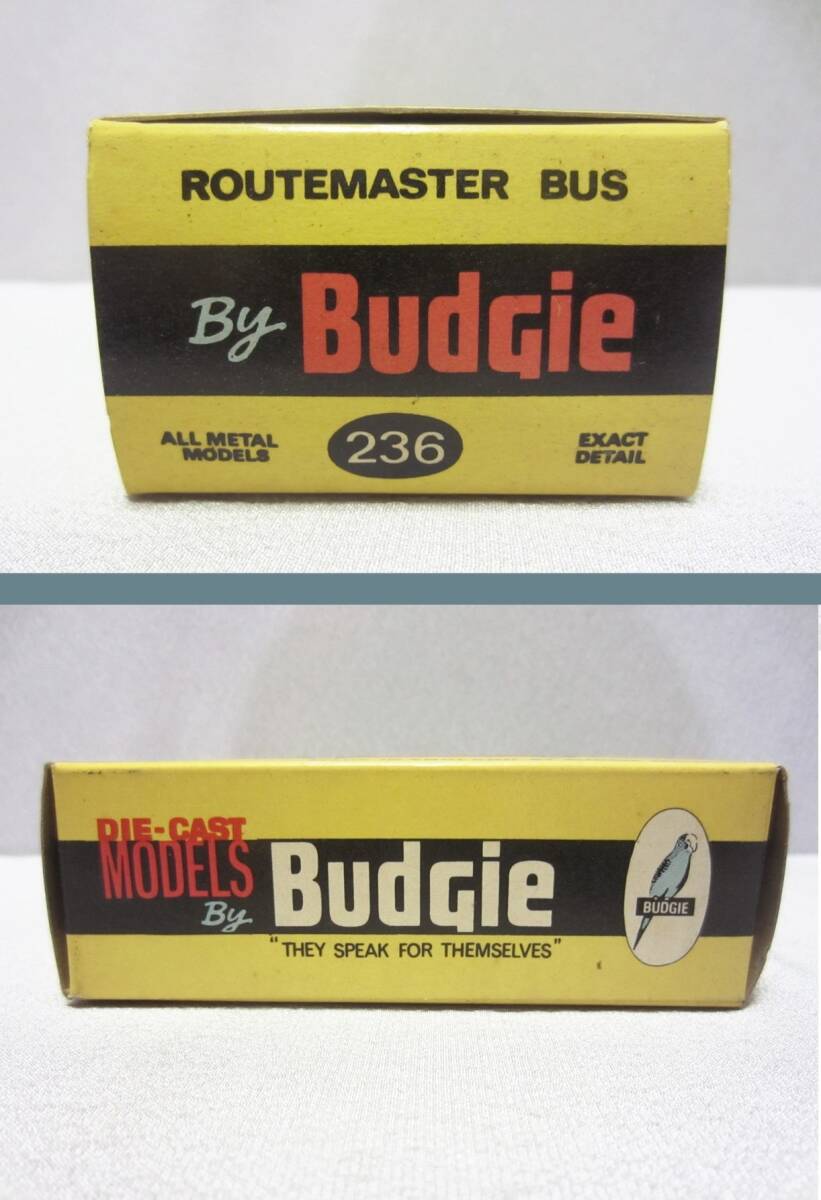 ROUTEMASTER BUS
By Budgie
ALL METAL
MODELS
236
EXACT
DETAIL
DIE-CAST
MODELS
By
Budgie
"THEY SPEAK FOR THEMSELVES"
BUDGIE